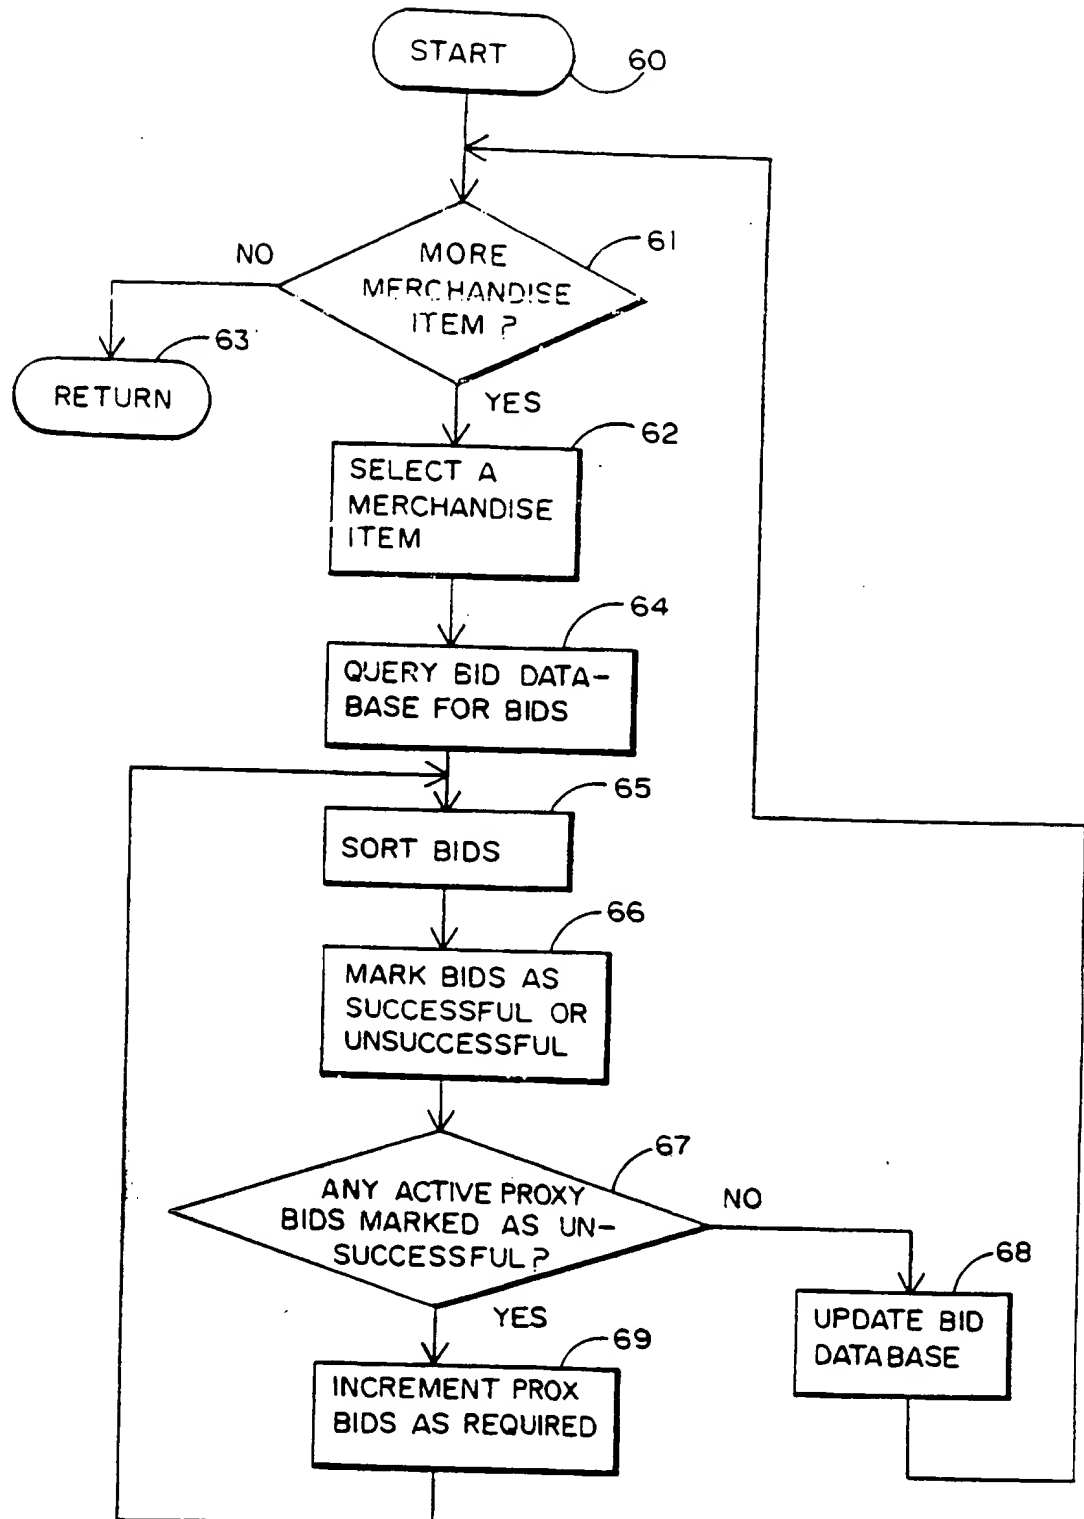 START
60
MORE
MERCHANDISE
ITEM ?
61
NO
63
RETURN
YES
62
SELECT A
MERCHANDISE
ITEM
64
QUERY BID DATA-
BASE FOR BIDS
65
SORT BIDS
66
MARK BIDS AS
SUCCESSFUL OR
UNSUCCESSFUL
67
ANY ACTIVE PROXY
BIDS MARKED AS UN-
SUCCESSFUL?
NO
68
UPDATE BID
DATABASE
YES
69
INCREMENT PROX
BIDS AS REQUIRED